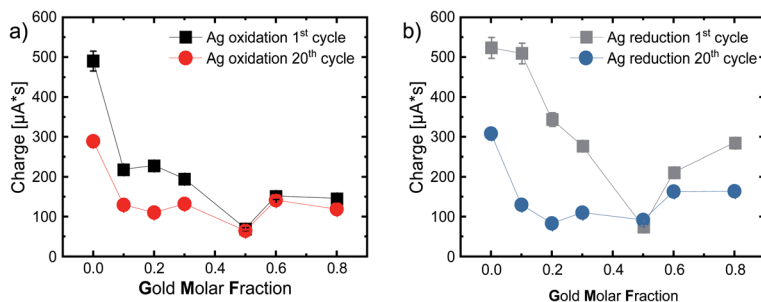 a)
Ag oxidation 1st cycle
Ag oxidation 20th cycle
600
500
400
300
200
100
0
Charge [µA*s]
0.0 0.2 0.4 0.6 0.8
Gold Molar Fraction
b)
Ag reduction 1st cycle
Ag reduction 20th cycle
600
500
400
300
200
100
0
Charge [µA*s]
0.0 0.2 0.4 0.6 0.8
Gold Molar Fraction